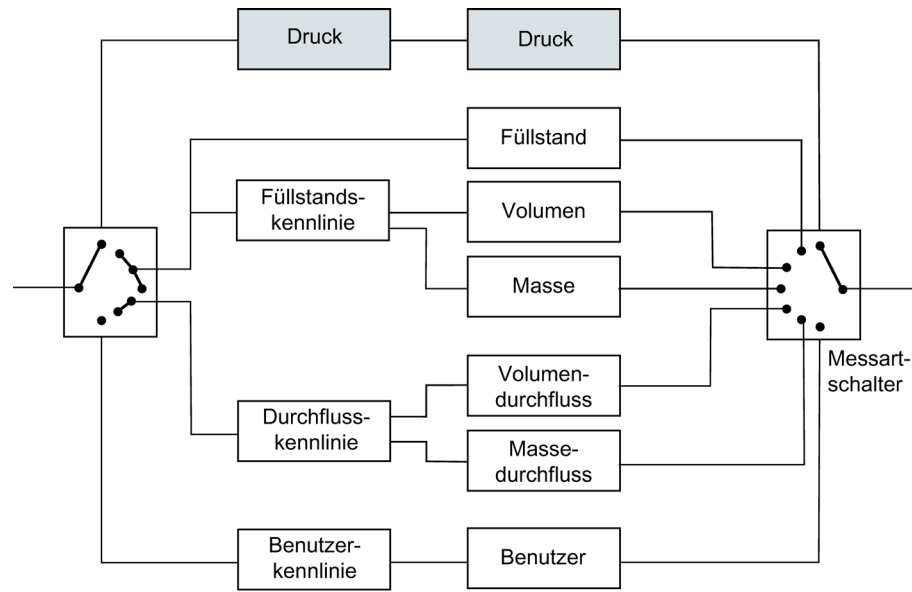 Druck
Druck
Füllstand
Füllstands-
kennlinie
Volumen
Masse
Messart-
schalter
Volumen-
durchfluss
Durchfluss-
kennlinie
Masse-
durchfluss
Benutzer-
kennlinie
Benutzer